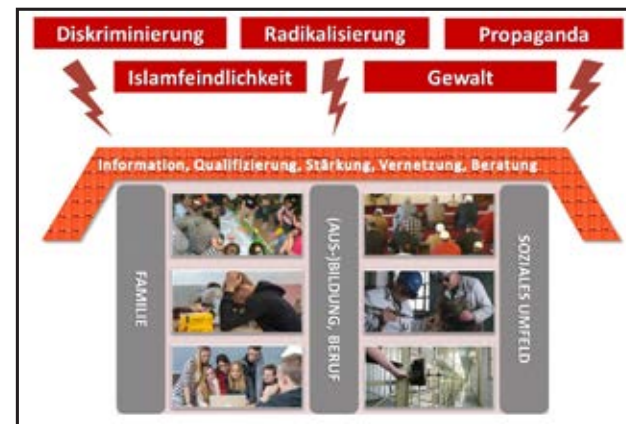 Diskriminierung Radikalisierung Propaganda
Islamfeindlichkeit Gewalt
Information, Qualifizierung, Stärkung, Vernetzung, Beratung
FAMILIE
(AUS-)BILDUNG, BERUF
SOZIALES UMFELD